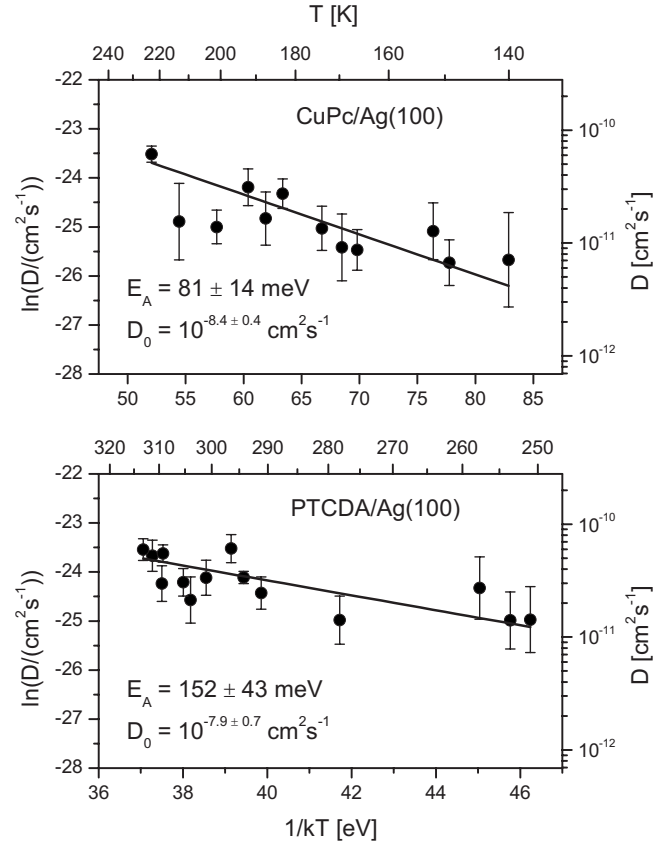 T [K]
240 220 200 180 160 140
-22
-23
-24
-25
-26
-27
-28
ln(D/(cm²s⁻¹))
CuPc/Ag(100)
E_A = 81 ± 14 meV
D₀ = 10^-8.4 ± 0.4 cm²s⁻¹
10⁻¹⁰
10⁻¹¹
10⁻¹²
D [cm²s⁻¹]
50 55 60 65 70 75 80 85
320 310 300 290 280 270 260 250
-22
-23
-24
-25
-26
-27
-28
ln(D/(cm²s⁻¹))
PTCDA/Ag(100)
E_A = 152 ± 43 meV
D₀ = 10^-7.9 ± 0.7 cm²s⁻¹
10⁻¹⁰
10⁻¹¹
10⁻¹²
D [cm²s⁻¹]
36 38 40 42 44 46
1/kT [eV]